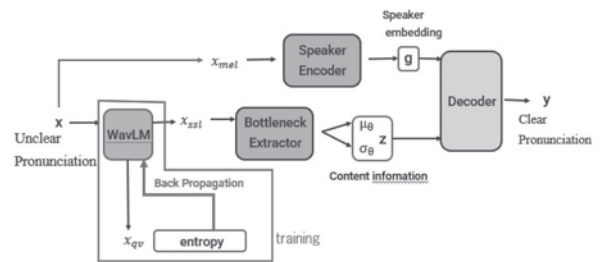 Speaker
embedding
x_mel
Speaker
Encoder
g
Decoder
x
Unclear
Pronunciation
WavLM
x_ssl
Bottleneck
Extractor
μ_θ
σ_θ
z
y
Clear
Pronunciation
Content infomation
Back Propagation
x_qv
entropy
training